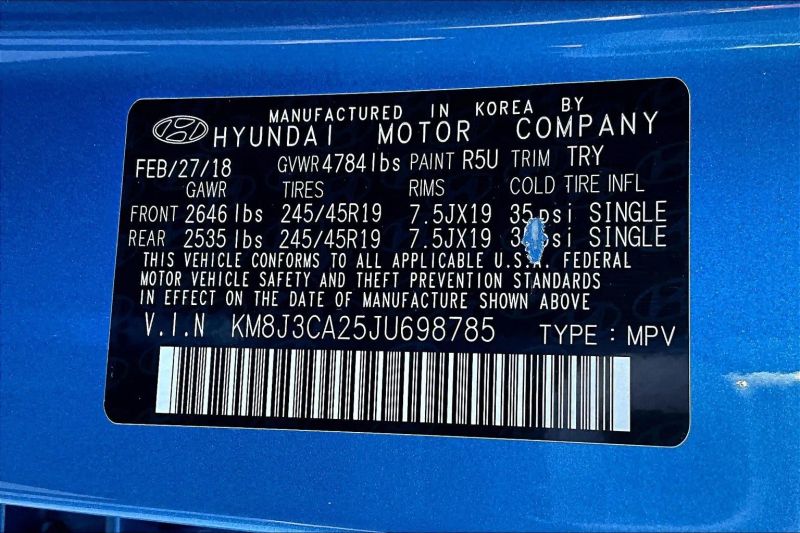 MANUFACTURED IN KOREA BY
HYUNDAI MOTOR COMPANY
FEB/27/18 GVWR 4784 lbs PAINT R5U TRIM TRY
GAWR TIRES RIMS COLD TIRE INFL
FRONT 2646 lbs 245/45R19 7.5JX19 35 psi SINGLE
REAR 2535 lbs 245/45R19 7.5JX19 SINGLE
THIS VEHICLE CONFORMS TO ALL APPLICABLE U.S.A. FEDERAL
MOTOR VEHICLE SAFETY AND THEFT PREVENTION STANDARDS
IN EFFECT ON THE DATE OF MANUFACTURE SHOWN ABOVE
V.I.N KM8J3CA25JU698785 TYPE : MPV